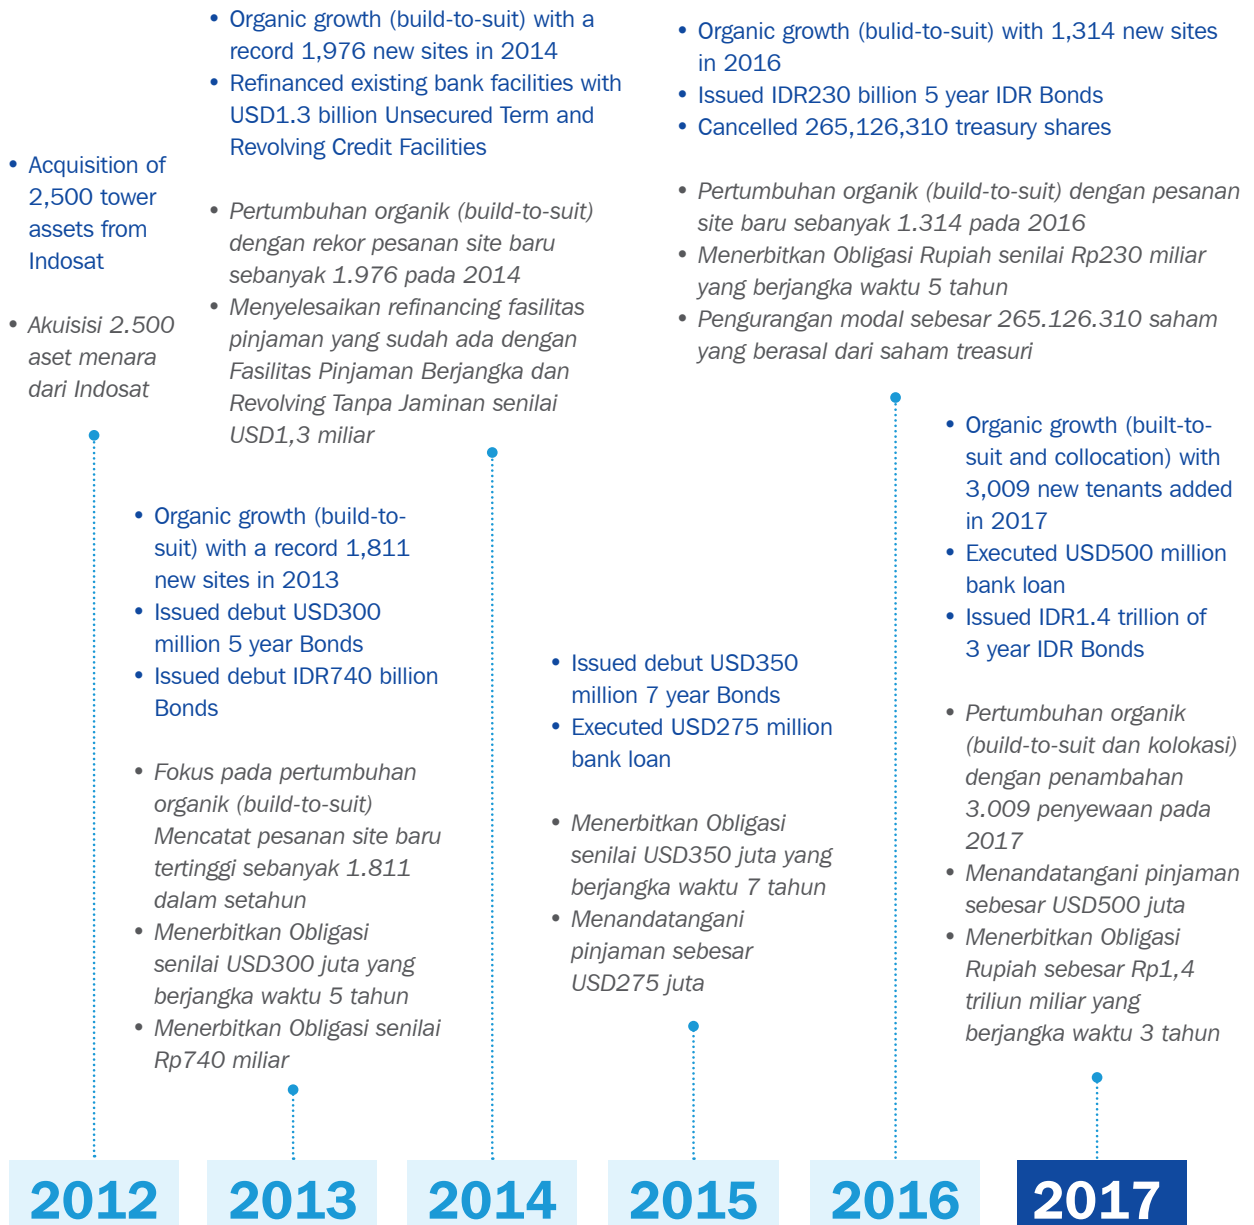 • Acquisition of
2,500 tower
assets from
Indosat
• Akuisisi 2.500
aset menara
dari Indosat
2012
• Organic growth (build-to-
suit) with a record 1,811
new sites in 2013
• Issued debut USD300
million 5 year Bonds
• Issued debut IDR740 billion
Bonds
• Fokus pada pertumbuhan
organik (build-to-suit)
Mencatat pesanan site baru
tertinggi sebanyak 1.811
dalam setahun
• Menerbitkan Obligasi
senilai USD300 juta yang
berjangka waktu 5 tahun
• Menerbitkan Obligasi senilai
Rp740 miliar
2013
• Organic growth (build-to-suit) with a
record 1,976 new sites in 2014
• Refinanced existing bank facilities with
USD1.3 billion Unsecured Term and
Revolving Credit Facilities
• Pertumbuhan organik (build-to-suit)
dengan rekor pesanan site baru
sebanyak 1.976 pada 2014
• Menyelesaikan refinancing fasilitas
pinjaman yang sudah ada dengan
Fasilitas Pinjaman Berjangka dan
Revolving Tanpa Jaminan senilai
USD1,3 miliar
2014
• Issued debut USD350
million 7 year Bonds
• Executed USD275 million
bank loan
• Menerbitkan Obligasi
senilai USD350 juta yang
berjangka waktu 7 tahun
• Menandatangani
pinjaman sebesar
USD275 juta
2015
• Organic growth (bulid-to-suit) with 1,314 new sites
in 2016
• Issued IDR230 billion 5 year IDR Bonds
• Cancelled 265,126,310 treasury shares
• Pertumbuhan organik (build-to-suit) dengan pesanan
site baru sebanyak 1.314 pada 2016
• Menerbitkan Obligasi Rupiah senilai Rp230 miliar
yang berjangka waktu 5 tahun
• Pengurangan modal sebesar 265.126.310 saham
yang berasal dari saham treasuri
2016
• Organic growth (built-to-
suit and collocation) with
3,009 new tenants added
in 2017
• Executed USD500 million
bank loan
• Issued IDR1.4 trillion of
3 year IDR Bonds
• Pertumbuhan organik
(build-to-suit dan kolokasi)
dengan penambahan
3.009 penyewaan pada
2017
• Menandatangani pinjaman
sebesar USD500 juta
• Menerbitkan Obligasi
Rupiah sebesar Rp1,4
triliun miliar yang
berjangka waktu 3 tahun
2017